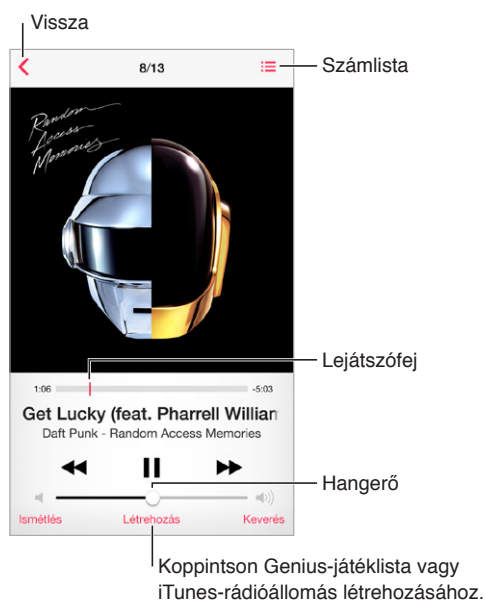 Vissza
8/13
Számlista
Random
Access
Memories
Lejátszófej
1:06
-5:03
Get Lucky (feat. Pharrell Willian
Daft Punk - Random Access Memories
Hangerő
Ismétlés
Létrehozás
Keverés
Koppintson Genius-játéklista vagy
iTunes-rádióállomás létrehozásához.